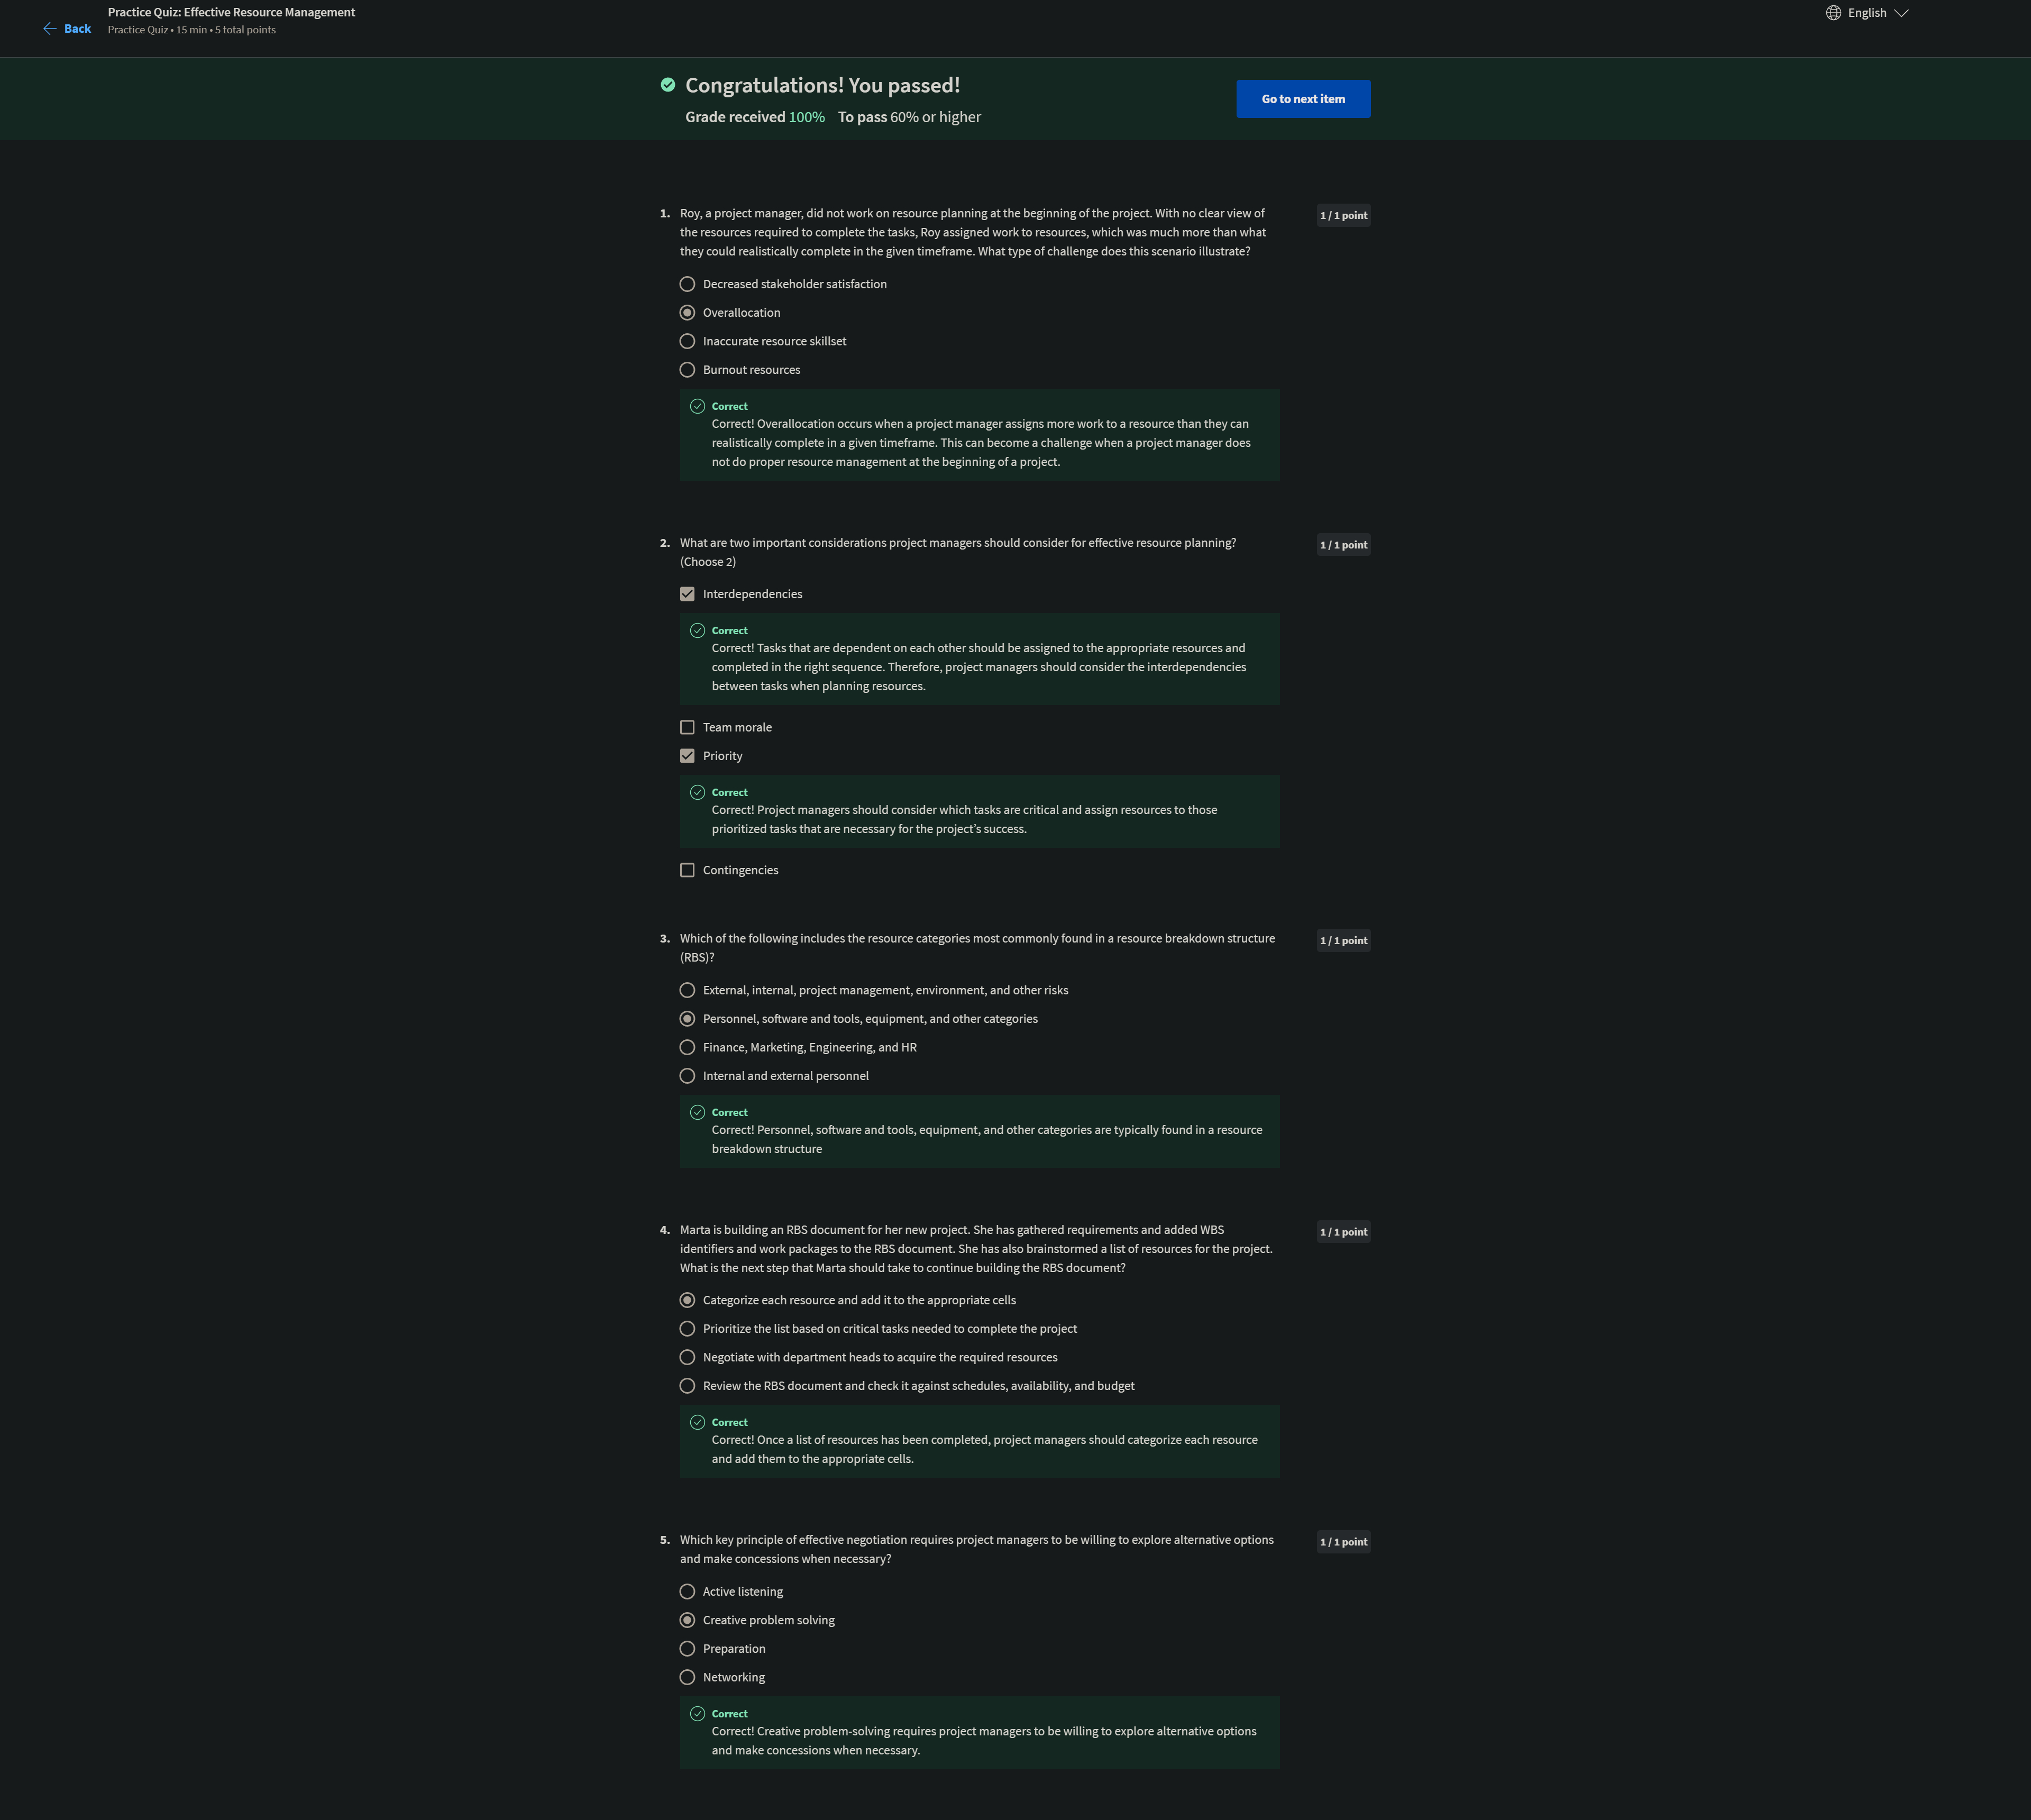 Back
Practice Quiz: Effective Resource Management
Practice Quiz • 15 min • 5 total points
English
Congratulations! You passed!
Grade received 100% To pass 60% or higher
Go to next item
1. Roy, a project manager, did not work on resource planning at the beginning of the project. With no clear view of
the resources required to complete the tasks, Roy assigned work to resources, which was much more than what
they could realistically complete in the given timeframe. What type of challenge does this scenario illustrate?
1 / 1 point
Decreased stakeholder satisfaction
Overallocation
Inaccurate resource skillset
Burnout resources
Correct
Correct! Overallocation occurs when a project manager assigns more work to a resource than they can
realistically complete in a given timeframe. This can become a challenge when a project manager does
not do proper resource management at the beginning of a project.
2. What are two important considerations project managers should consider for effective resource planning?
(Choose 2)
1 / 1 point
Interdependencies
Correct
Correct! Tasks that are dependent on each other should be assigned to the appropriate resources and
completed in the right sequence. Therefore, project managers should consider the interdependencies
between tasks when planning resources.
Team morale
Priority
Correct
Correct! Project managers should consider which tasks are critical and assign resources to those
prioritized tasks that are necessary for the project's success.
Contingencies
3. Which of the following includes the resource categories most commonly found in a resource breakdown structure
(RBS)?
1 / 1 point
External, internal, project management, environment, and other risks
Personnel, software and tools, equipment, and other categories
Finance, Marketing, Engineering, and HR
Internal and external personnel
Correct
Correct! Personnel, software and tools, equipment, and other categories are typically found in a resource
breakdown structure
4. Marta is building an RBS document for her new project. She has gathered requirements and added WBS
identifiers and work packages to the RBS document. She has also brainstormed a list of resources for the project.
What is the next step that Marta should take to continue building the RBS document?
1 / 1 point
Categorize each resource and add it to the appropriate cells
Prioritize the list based on critical tasks needed to complete the project
Negotiate with department heads to acquire the required resources
Review the RBS document and check it against schedules, availability, and budget
Correct
Correct! Once a list of resources has been completed, project managers should categorize each resource
and add them to the appropriate cells.
5. Which key principle of effective negotiation requires project managers to be willing to explore alternative options
and make concessions when necessary?
1 / 1 point
Active listening
Creative problem solving
Preparation
Networking
Correct
Correct! Creative problem-solving requires project managers to be willing to explore alternative options
and make concessions when necessary.